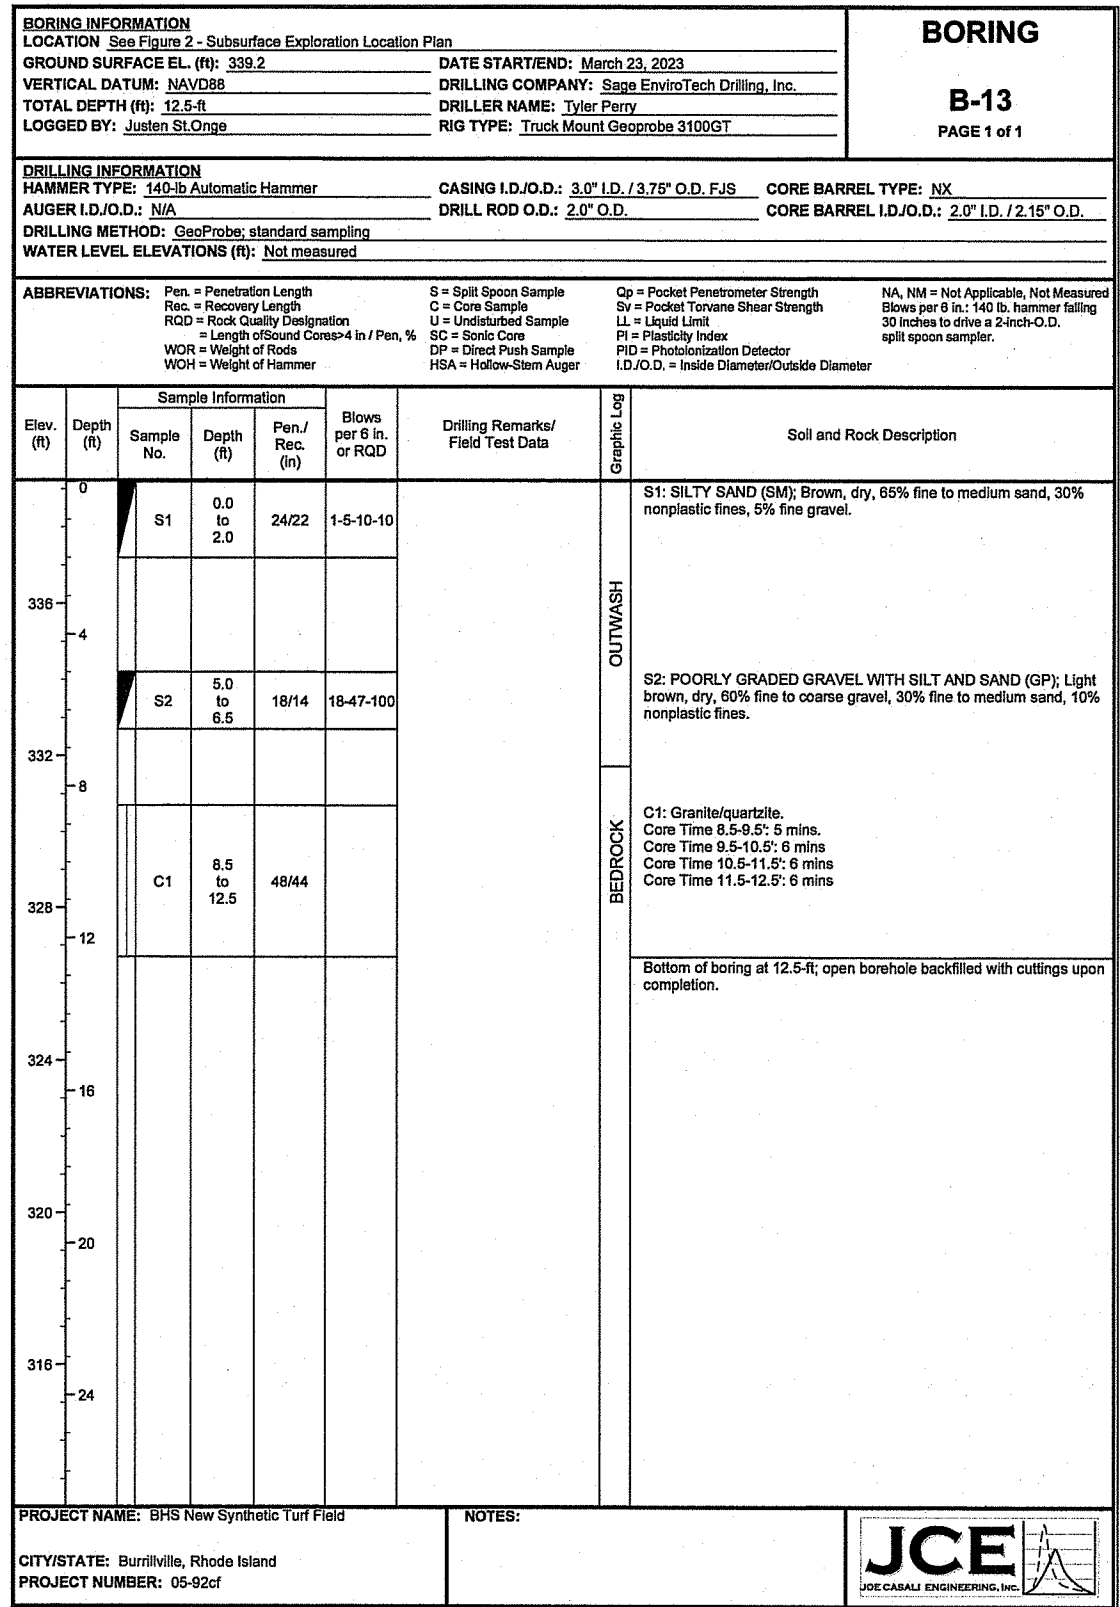 BORING INFORMATION
LOCATION See Figure 2 - Subsurface Exploration Location Plan
GROUND SURFACE EL. (ft): 339.2 DATE START/END: March 23, 2023
VERTICAL DATUM: NAVD88 DRILLING COMPANY: Sage EnviroTech Drilling, Inc.
TOTAL DEPTH (ft): 12.5-ft DRILLER NAME: Tyler Perry
LOGGED BY: Justen St.Onge RIG TYPE: Truck Mount Geoprobe 3100GT
BORING
B-13
PAGE 1 of 1
DRILLING INFORMATION
HAMMER TYPE: 140-lb Automatic Hammer CASING I.D./O.D.: 3.0" I.D. / 3.75" O.D. FJS CORE BARREL TYPE: NX
AUGER I.D./O.D.: N/A DRILL ROD O.D.: 2.0" O.D. CORE BARREL I.D./O.D.: 2.0" I.D. / 2.15" O.D.
DRILLING METHOD: GeoProbe; standard sampling
WATER LEVEL ELEVATIONS (ft): Not measured
ABBREVIATIONS: Pen. = Penetration Length
Rec. = Recovery Length
RQD = Rock Quality Designation
= Length ofSound Cores>4 in / Pen, %
WOR = Weight of Rods
WOH = Weight of Hammer
S = Split Spoon Sample
C = Core Sample
U = Undisturbed Sample
SC = Sonic Core
DP = Direct Push Sample
HSA = Hollow-Stem Auger
Qp = Pocket Penetrometer Strength
Sv = Pocket Torvane Shear Strength
LL = Liquid Limit
PI = Plasticity Index
PID = Photoionization Detector
I.D./O.D. = Inside Diameter/Outside Diameter
NA, NM = Not Applicable, Not Measured
Blows per 6 in.: 140 lb. hammer falling
30 inches to drive a 2-inch-O.D.
split spoon sampler.
Elev.
(ft)
Depth
(ft)
Sample Information
Sample
No.
Depth
(ft)
Pen./
Rec.
(in)
Blows
per 6 in.
or RQD
Drilling Remarks/
Field Test Data
Graphic Log
Soil and Rock Description
0
S1
0.0
to
2.0
24/22
1-5-10-10
S1: SILTY SAND (SM); Brown, dry, 65% fine to medium sand, 30%
nonplastic fines, 5% fine gravel.
336
4
OUTWASH
S2
5.0
to
6.5
18/14
18-47-100
S2: POORLY GRADED GRAVEL WITH SILT AND SAND (GP); Light
brown, dry, 60% fine to coarse gravel, 30% fine to medium sand, 10%
nonplastic fines.
332
8
C1
8.5
to
12.5
48/44
BEDROCK
C1: Granite/quartzite.
Core Time 8.5-9.5': 5 mins.
Core Time 9.5-10.5': 6 mins
Core Time 10.5-11.5': 6 mins
Core Time 11.5-12.5': 6 mins
328
12
Bottom of boring at 12.5-ft; open borehole backfilled with cuttings upon
completion.
324
16
320
20
316
24
PROJECT NAME: BHS New Synthetic Turf Field
CITY/STATE: Burrillville, Rhode Island
PROJECT NUMBER: 05-92cf
NOTES:
JCE
JOE CASALI ENGINEERING, INC.